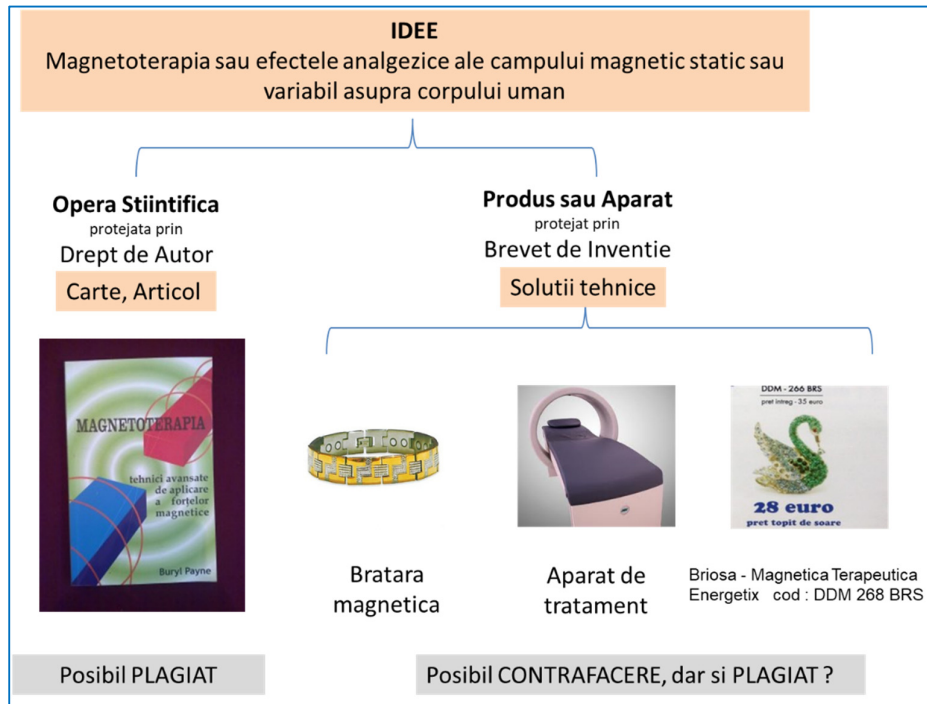 IDEE
Magnetoterapia sau efectele analgezice ale campului magnetic static sau
variabil asupra corpului uman
Opera Stiintifica
protejata prin
Drept de Autor
Carte, Articol
Produs sau Aparat
protejat prin
Brevet de Inventie
Solutii tehnice
MAGNETOTERAPIA
tehnici avansate
de aplicare
a forțelor
magnetice
Buryl Payne
DDM - 266 BRS
pret intreg - 35 euro
28 euro
pret topit de soare
Bratara
magnetica
Aparat de
tratament
Briosa - Magnetica Terapeutica
Energetix cod : DDM 268 BRS
Posibil PLAGIAT
Posibil CONTRAFACERE, dar si PLAGIAT ?